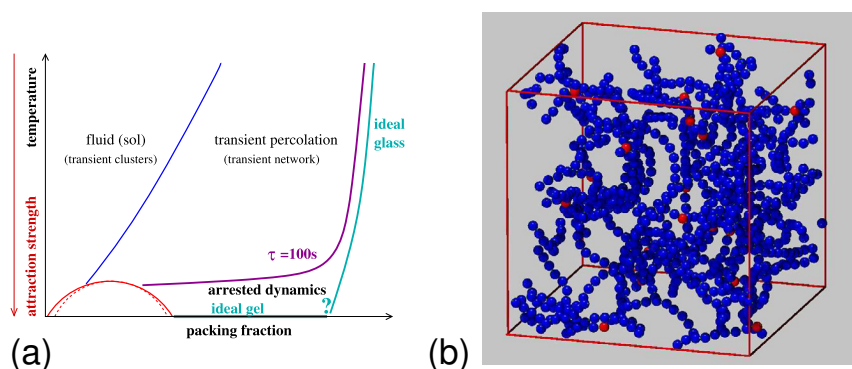 temperature
attraction strength
fluid (sol)
(transient clusters)
transient percolation
(transient network)
ideal
glass
τ =100s
arrested dynamics
ideal gel
?
packing fraction
(a)
(b)